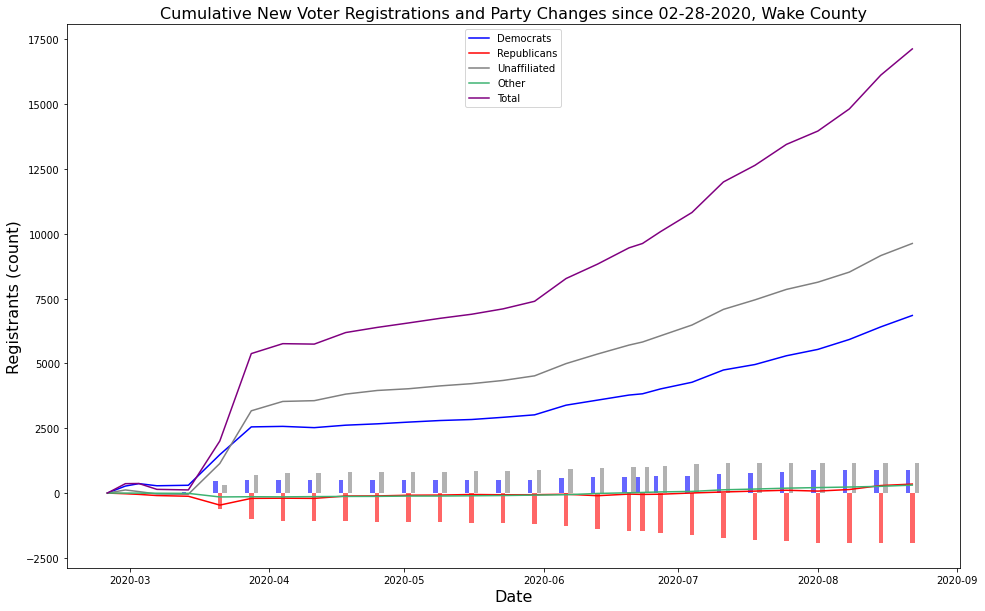 Cumulative New Voter Registrations and Party Changes since 02-28-2020, Wake County
Democrats
Republicans
Unaffiliated
Other
Total
Registrants (count)
17500
15000
12500
10000
7500
5000
2500
0
−2500
2020-03 2020-04 2020-05 2020-06 2020-07 2020-08 2020-09
Date